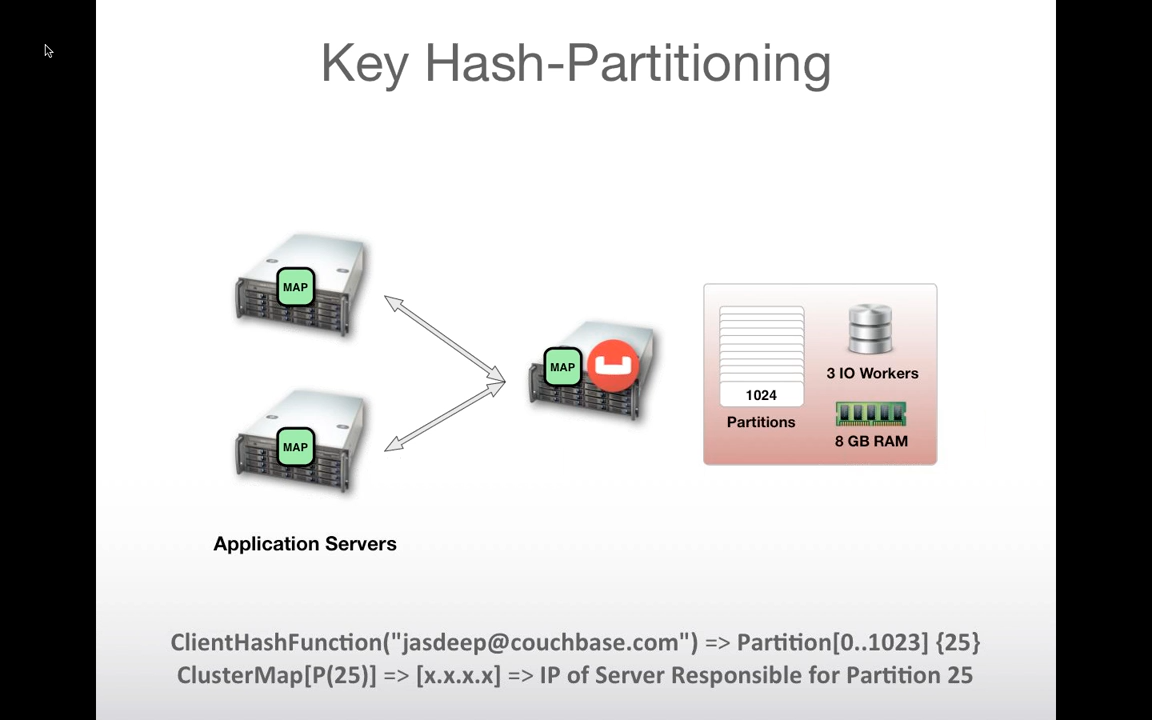 Key Hash-Partitioning
MAP
MAP
MAP
1024
Partitions
3 IO Workers
8 GB RAM
Application Servers
ClientHashFunction("jasdeep@couchbase.com") => Partition[0..1023] {25}
ClusterMap[P(25)] => [x.x.x.x] => IP of Server Responsible for Partition 25